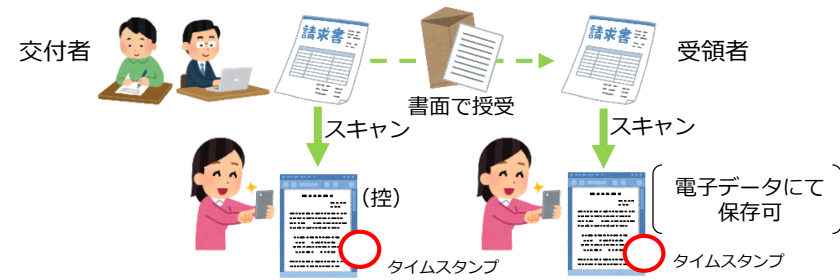 交付者
請求書
請求書
受領者
書面で授受
スキャン
スキャン
(控)
電子データにて
保存可
タイムスタンプ
タイムスタンプ